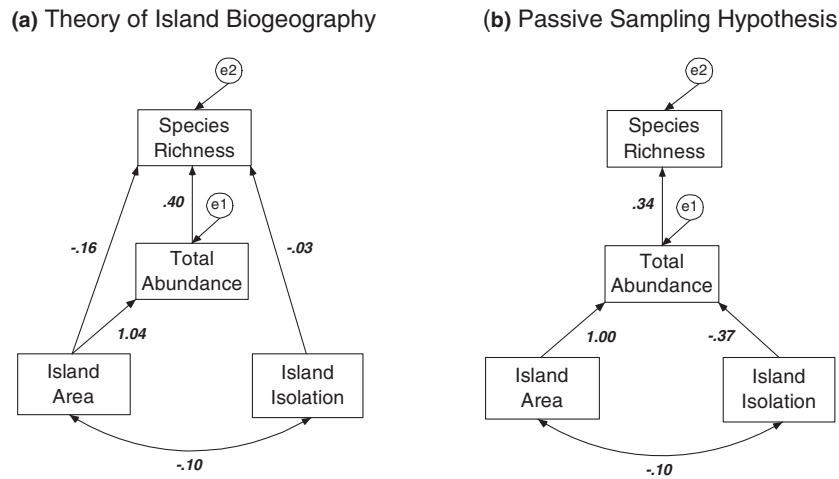 (a) Theory of Island Biogeography
e2
Species
Richness
.40
e1
-.16
-.03
Total
Abundance
1.04
Island
Area
Island
Isolation
-.10
(b) Passive Sampling Hypothesis
e2
Species
Richness
.34
e1
Total
Abundance
1.00
-.37
Island
Area
Island
Isolation
-.10